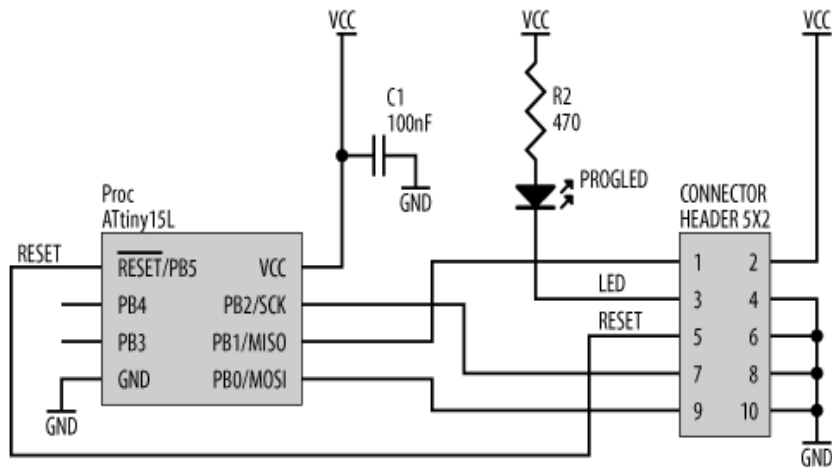 VCC
VCC
VCC
C1
100nF
GND
R2
470
PROGLED
Proc
ATtiny15L
RESET
RESET/PB5
VCC
PB4
PB2/SCK
PB3
PB1/MISO
GND
PB0/MOSI
GND
CONNECTOR
HEADER 5X2
LED
RESET
1 2
3 4
5 6
7 8
9 10
GND